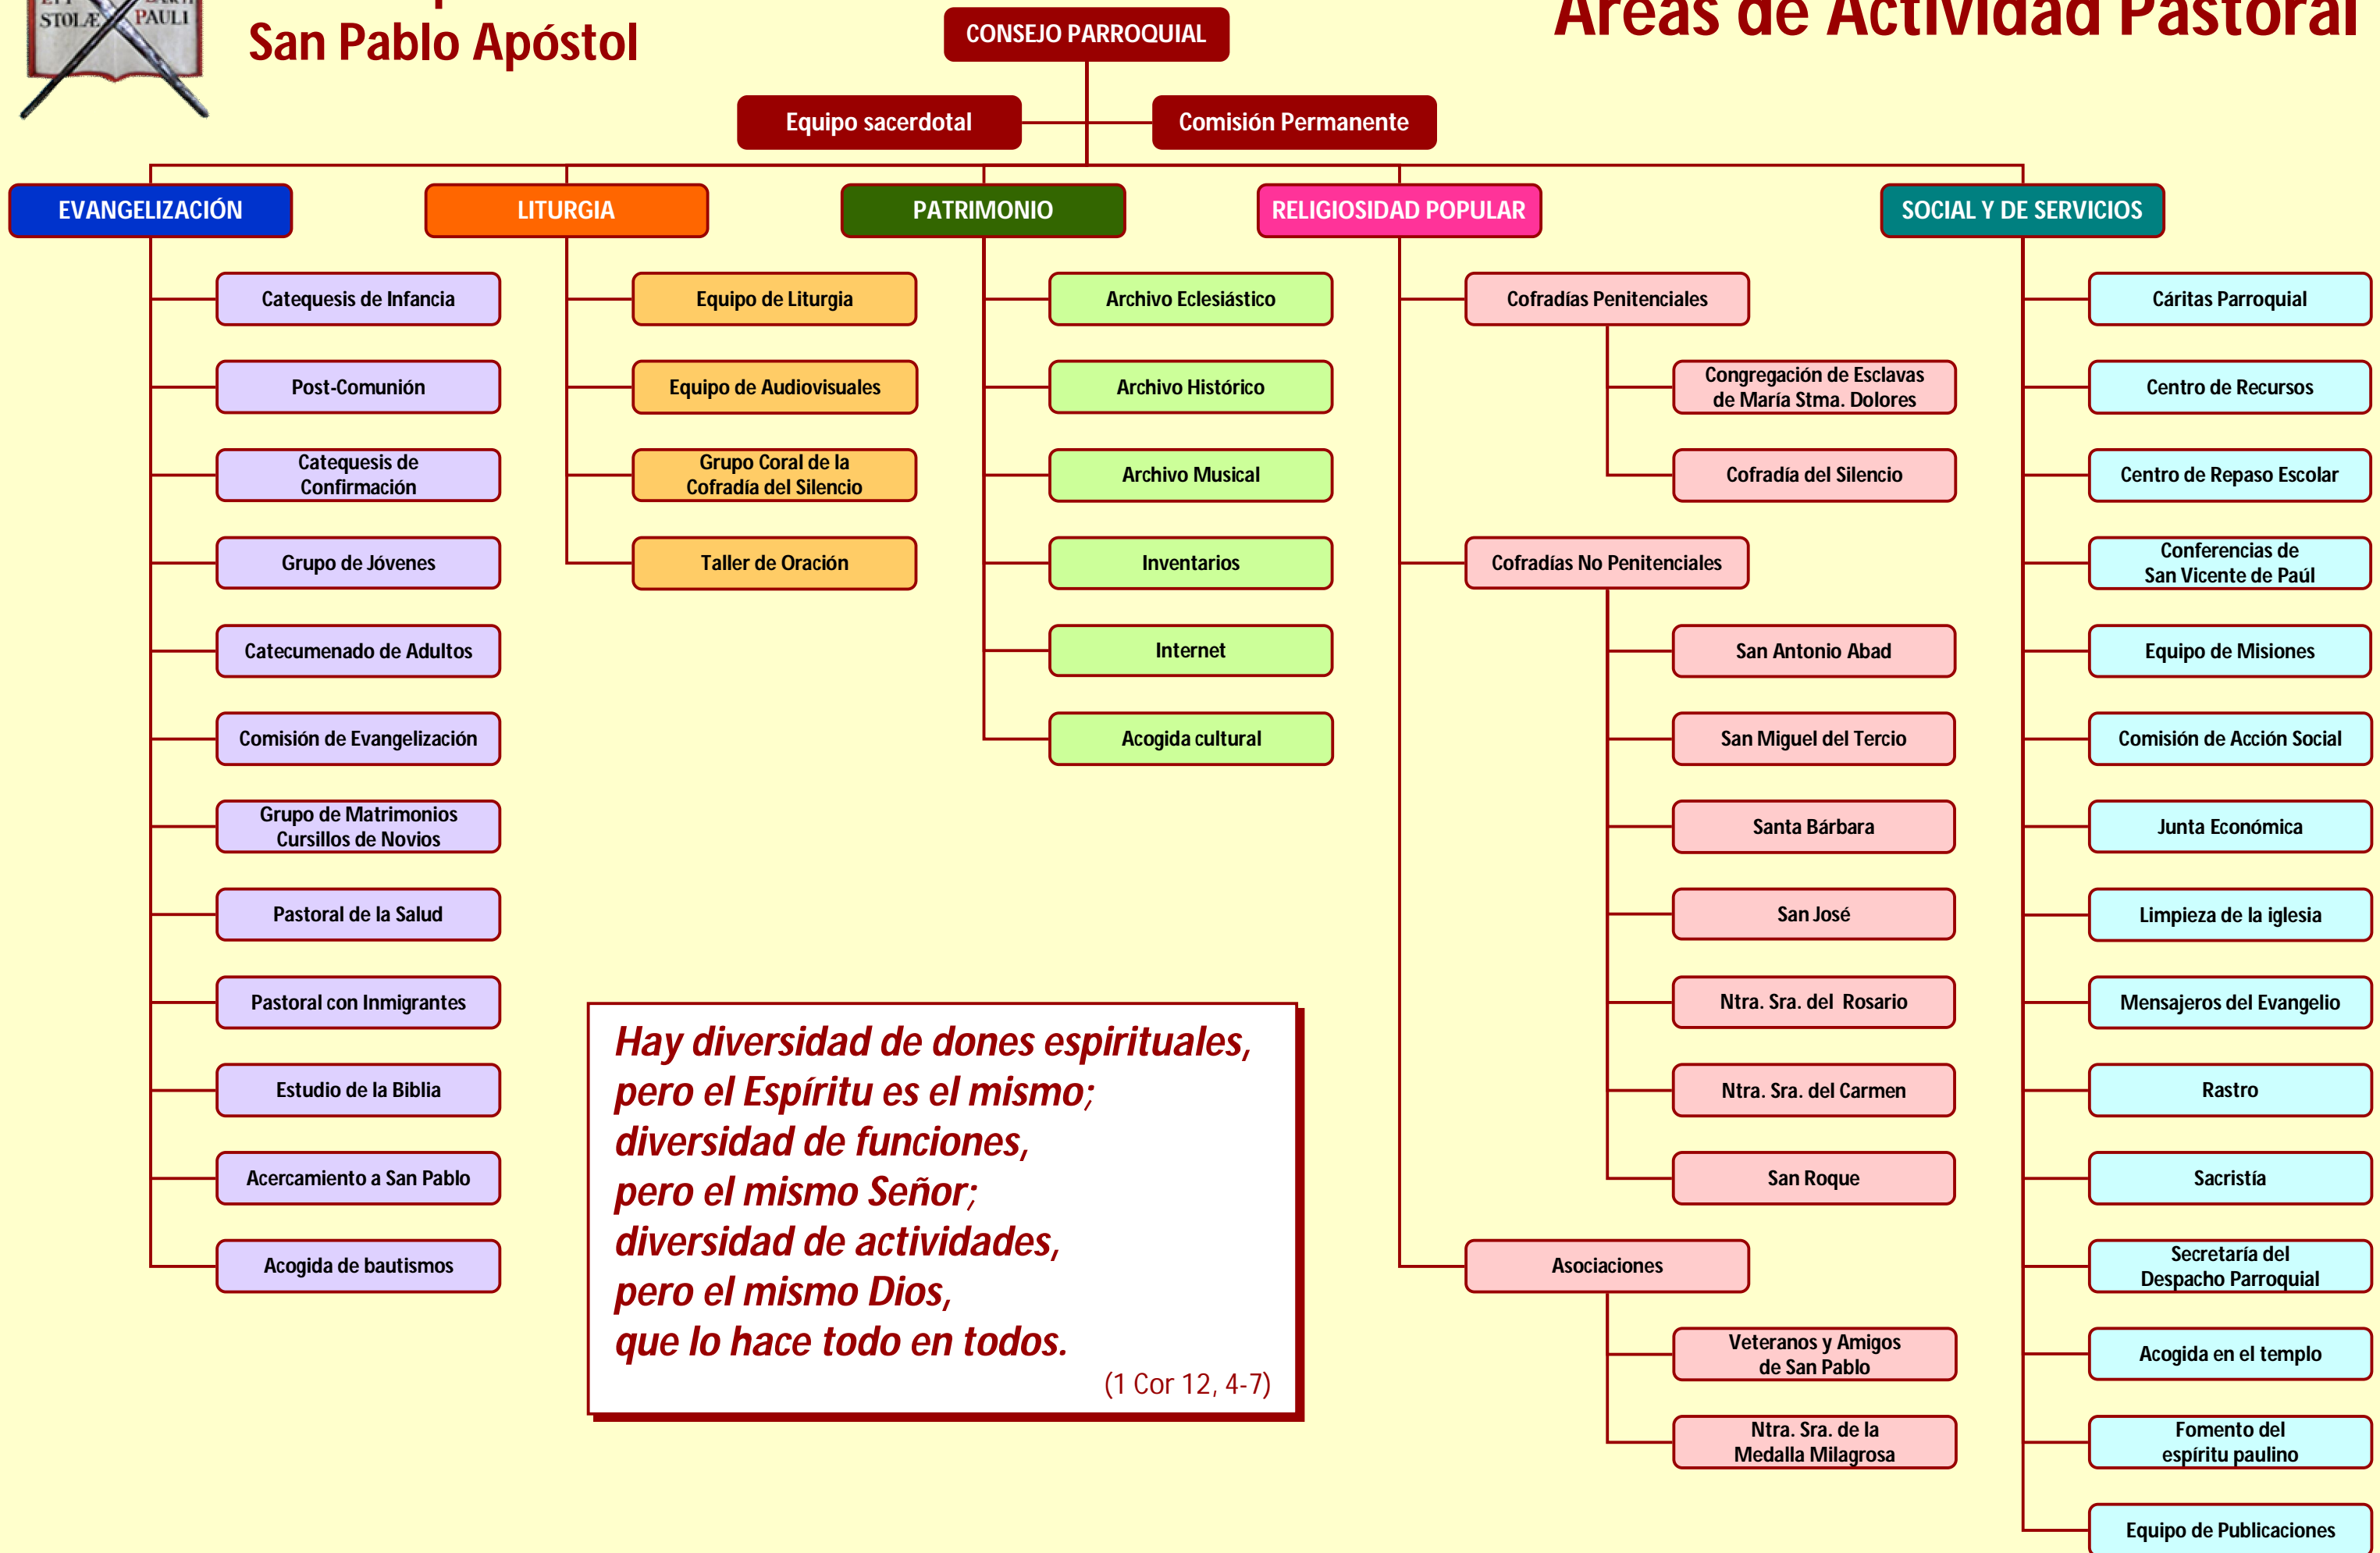 STOLÆ PAULI
San Pablo Apóstol
Áreas de Actividad Pastoral
CONSEJO PARROQUIAL
Equipo sacerdotal
Comisión Permanente
EVANGELIZACIÓN
Catequesis de Infancia
Post-Comunión
Catequesis de
Confirmación
Grupo de Jóvenes
Catecumenado de Adultos
Comisión de Evangelización
Grupo de Matrimonios
Cursillos de Novios
Pastoral de la Salud
Pastoral con Inmigrantes
Estudio de la Biblia
Acercamiento a San Pablo
Acogida de bautismos
LITURGIA
Equipo de Liturgia
Equipo de Audiovisuales
Grupo Coral de la
Cofradía del Silencio
Taller de Oración
PATRIMONIO
Archivo Eclesiástico
Archivo Histórico
Archivo Musical
Inventarios
Internet
Acogida cultural
RELIGIOSIDAD POPULAR
Cofradías Penitenciales
Congregación de Esclavas
de María Stma. Dolores
Cofradía del Silencio
Cofradías No Penitenciales
San Antonio Abad
San Miguel del Tercio
Santa Bárbara
San José
Ntra. Sra. del Rosario
Ntra. Sra. del Carmen
San Roque
Asociaciones
Veteranos y Amigos
de San Pablo
Ntra. Sra. de la
Medalla Milagrosa
SOCIAL Y DE SERVICIOS
Cáritas Parroquial
Centro de Recursos
Centro de Repaso Escolar
Conferencias de
San Vicente de Paúl
Equipo de Misiones
Comisión de Acción Social
Junta Económica
Limpieza de la iglesia
Mensajeros del Evangelio
Rastro
Sacristía
Secretaría del
Despacho Parroquial
Acogida en el templo
Fomento del
espíritu paulino
Equipo de Publicaciones
Hay diversidad de dones espirituales,
pero el Espíritu es el mismo;
diversidad de funciones,
pero el mismo Señor;
diversidad de actividades,
pero el mismo Dios,
que lo hace todo en todos.
(1 Cor 12, 4-7)